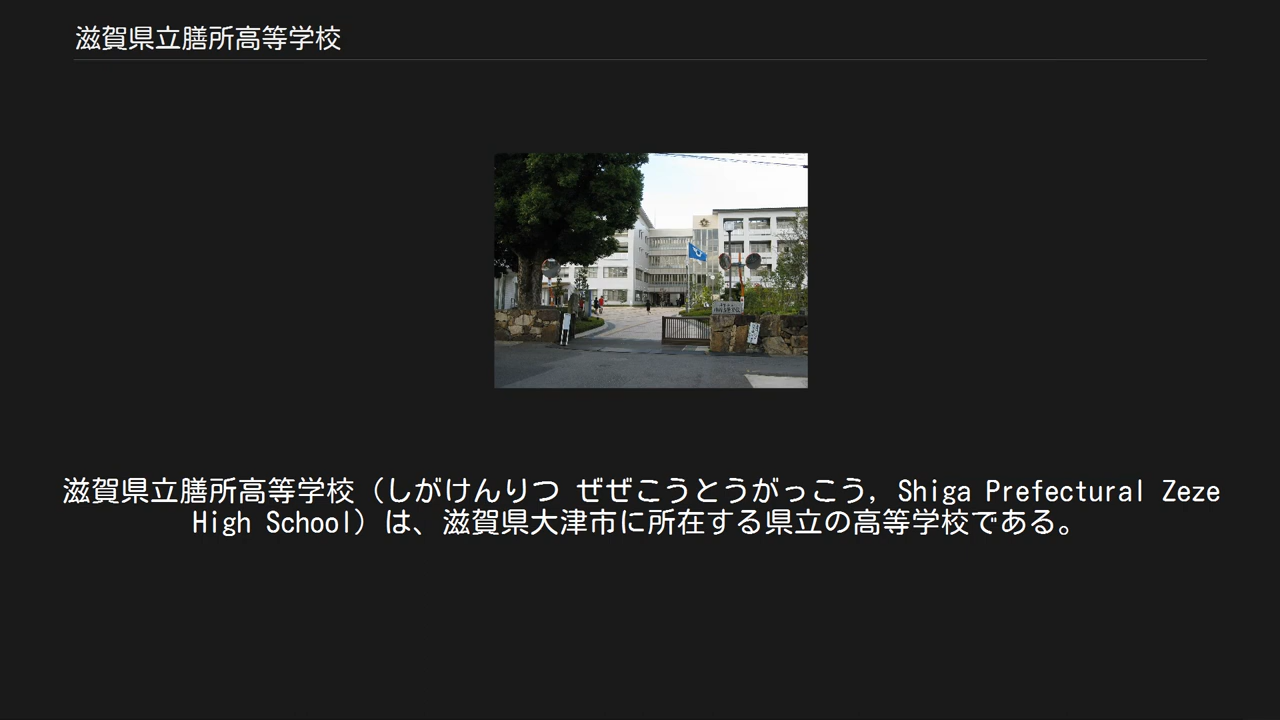 滋賀県立膳所高等学校
滋賀県立膳所高等学校（しがけんりつ ぜぜこうとうがっこう, Shiga Prefectural Zeze
High School）は、滋賀県大津市に所在する県立の高等学校である。